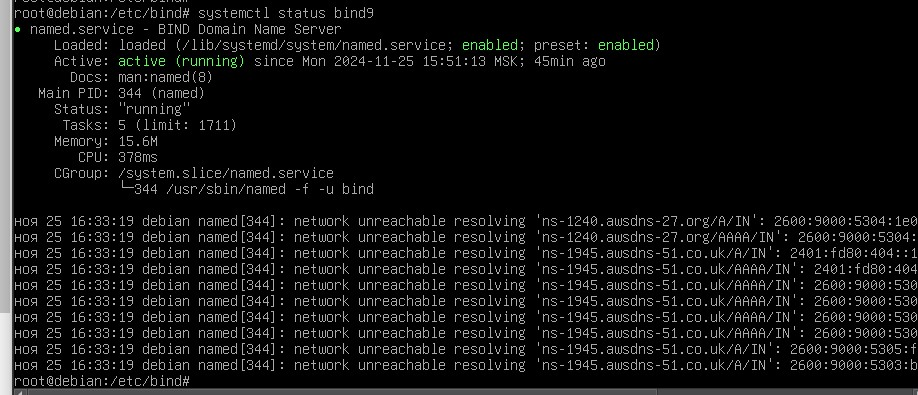 root@debian:/etc/bind#
root@debian:/etc/bind# systemctl status bind9
● named.service - BIND Domain Name Server
Loaded: loaded (/lib/systemd/system/named.service; enabled; preset: enabled)
Active: active (running) since Mon 2024-11-25 15:51:13 MSK; 45min ago
Docs: man:named(8)
Main PID: 344 (named)
Status: "running"
Tasks: 5 (limit: 1711)
Memory: 15.6M
CPU: 378ms
CGroup: /system.slice/named.service
└─344 /usr/sbin/named -f -u bind
ноя 25 16:33:19 debian named[344]: network unreachable resolving 'ns-1240.awsdns-27.org/A/IN': 2600:9000:5304:1e0
ноя 25 16:33:19 debian named[344]: network unreachable resolving 'ns-1240.awsdns-27.org/AAAA/IN': 2600:9000:5304:
ноя 25 16:33:19 debian named[344]: network unreachable resolving 'ns-1945.awsdns-51.co.uk/A/IN': 2401:fd80:404::1
ноя 25 16:33:19 debian named[344]: network unreachable resolving 'ns-1945.awsdns-51.co.uk/AAAA/IN': 2401:fd80:404
ноя 25 16:33:19 debian named[344]: network unreachable resolving 'ns-1945.awsdns-51.co.uk/AAAA/IN': 2600:9000:530
ноя 25 16:33:19 debian named[344]: network unreachable resolving 'ns-1945.awsdns-51.co.uk/AAAA/IN': 2600:9000:530
ноя 25 16:33:19 debian named[344]: network unreachable resolving 'ns-1945.awsdns-51.co.uk/AAAA/IN': 2600:9000:530
ноя 25 16:33:19 debian named[344]: network unreachable resolving 'ns-1945.awsdns-51.co.uk/AAAA/IN': 2600:9000:530
ноя 25 16:33:19 debian named[344]: network unreachable resolving 'ns-1945.awsdns-51.co.uk/A/IN': 2600:9000:5305:f
ноя 25 16:33:19 debian named[344]: network unreachable resolving 'ns-1945.awsdns-51.co.uk/A/IN': 2600:9000:5303:b
root@debian:/etc/bind#